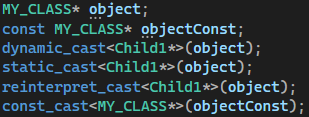 MY_CLASS* object;
const MY_CLASS* objectConst;
dynamic_cast<Child1*>(object);
static_cast<Child1*>(object);
reinterpret_cast<Child1*>(object);
const_cast<MY_CLASS*>(objectConst);